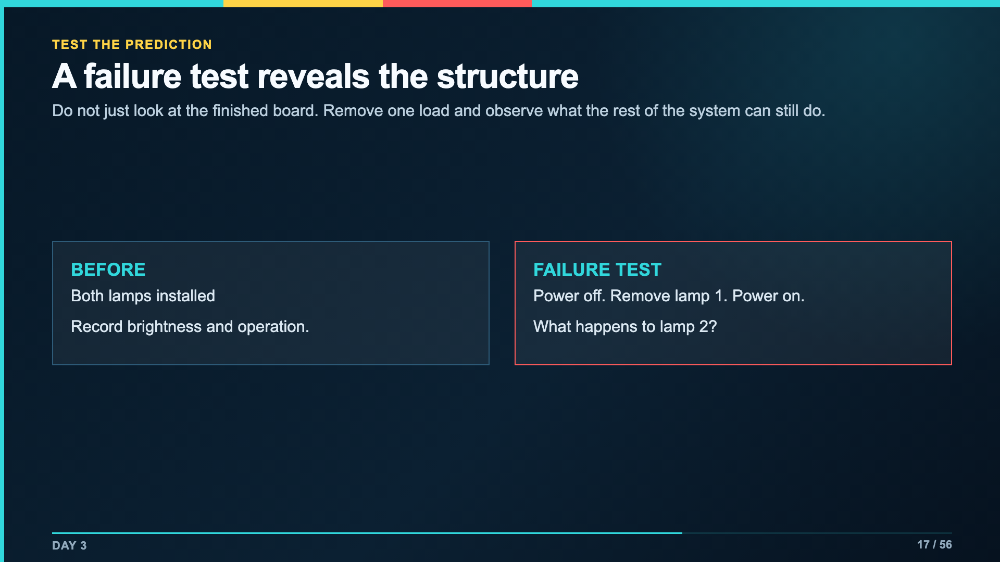 TEST THE PREDICTION
A failure test reveals the structure
Do not just look at the finished board. Remove one load and observe what the rest of the system can still do.
BEFORE
Both lamps installed
Record brightness and operation.
FAILURE TEST
Power off. Remove lamp 1. Power on.
What happens to lamp 2?
DAY 3
17 / 56